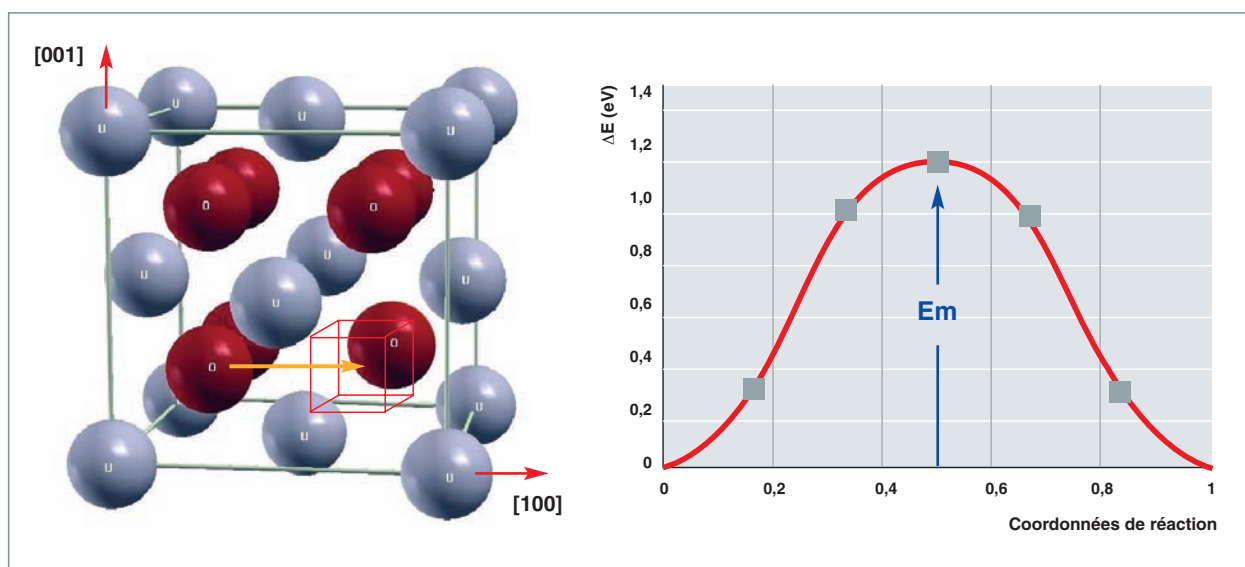 [001]
U
U
U
U
O
O
U
U
U
U
O
O
U
U
U
U
U
[100]
ΔE (eV)
1,4
1,2
1,0
0,8
0,6
0,4
0,2
0
Em
0 0,2 0,4 0,6 0,8 1
Coordonnées de réaction